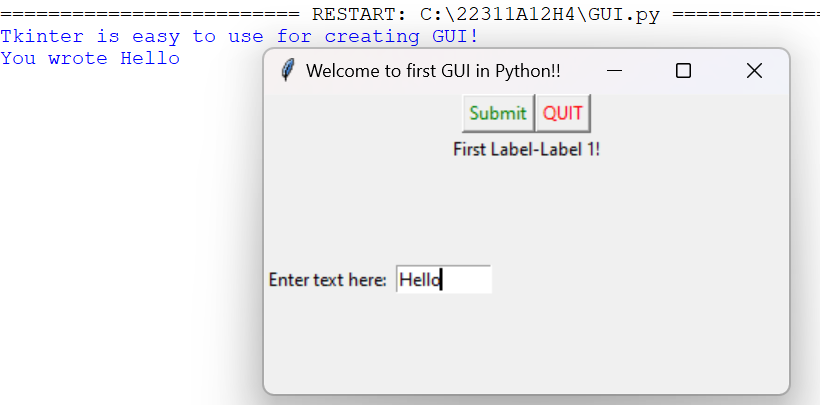 ========================= RESTART: C:\22311A12H4\GUI.py =============
Tkinter is easy to use for creating GUI!
You wrote Hello
Welcome to first GUI in Python!!
Submit QUIT
First Label-Label 1!
Enter text here: Hello